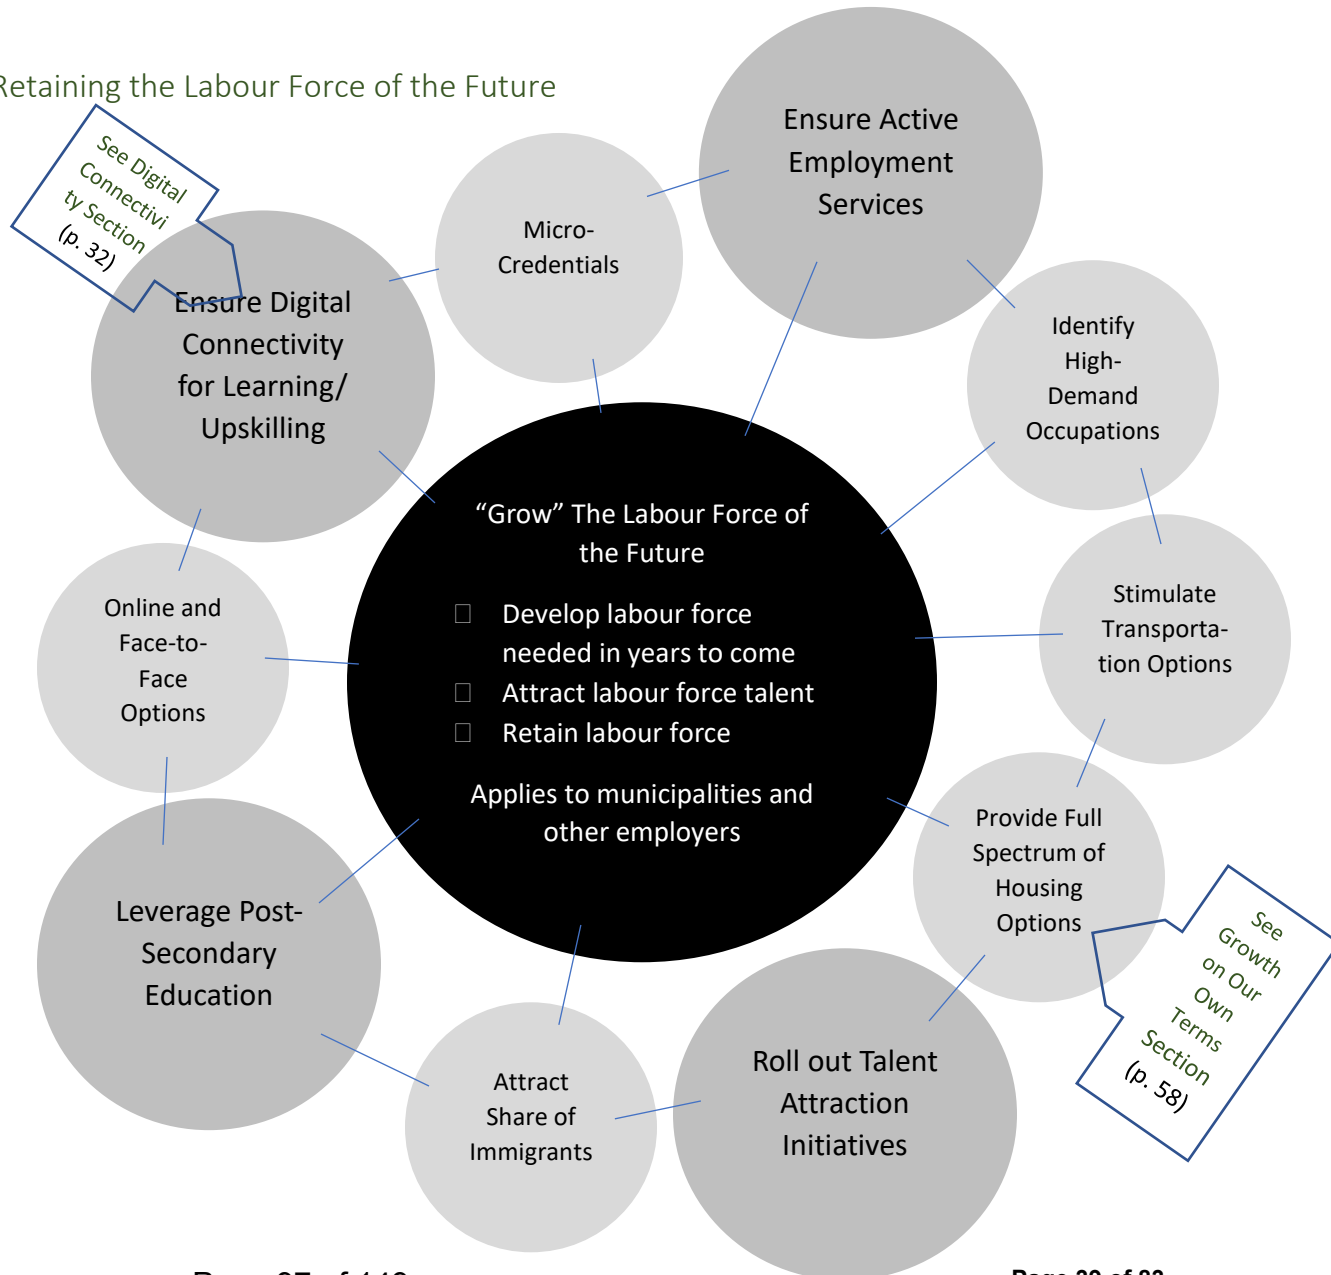 Retaining the Labour Force of the Future
See Digital
Connectivi
ty Section
(p. 32)
Ensure Active
Employment
Services
Micro-
Credentials
Ensure Digital
Connectivity
for Learning/
Upskilling
Identify
High-
Demand
Occupations
“Grow” The Labour Force of
the Future
Develop labour force
needed in years to come
Attract labour force talent
Retain labour force
Applies to municipalities and
other employers
Online and
Face-to-
Face
Options
Stimulate
Transporta-
tion Options
Provide Full
Spectrum of
Housing
Options
See
Growth
on Our
Own
Terms
Section
(p. 58)
Leverage Post-
Secondary
Education
Attract
Share of
Immigrants
Roll out Talent
Attraction
Initiatives